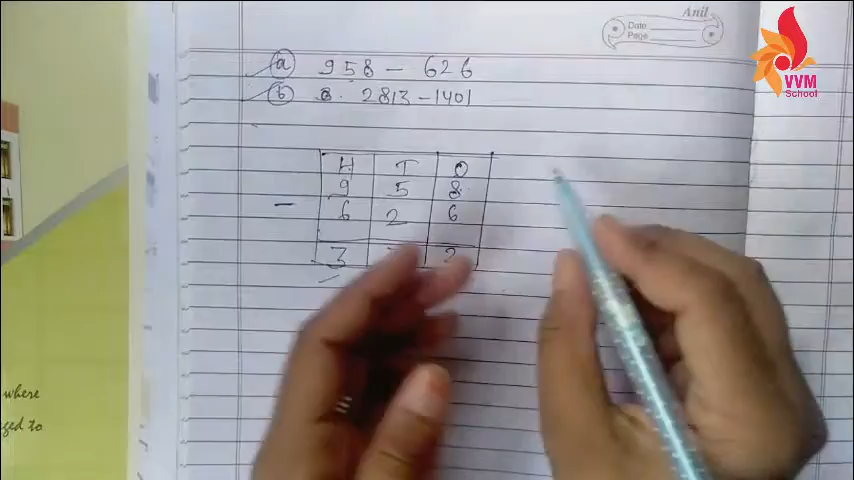 Anil
Date
Page
VVM
School
(a) 958 - 626
(b) 2813 - 1401
H T O
9 5 8
- 6 2 6
3 2
where
ged to